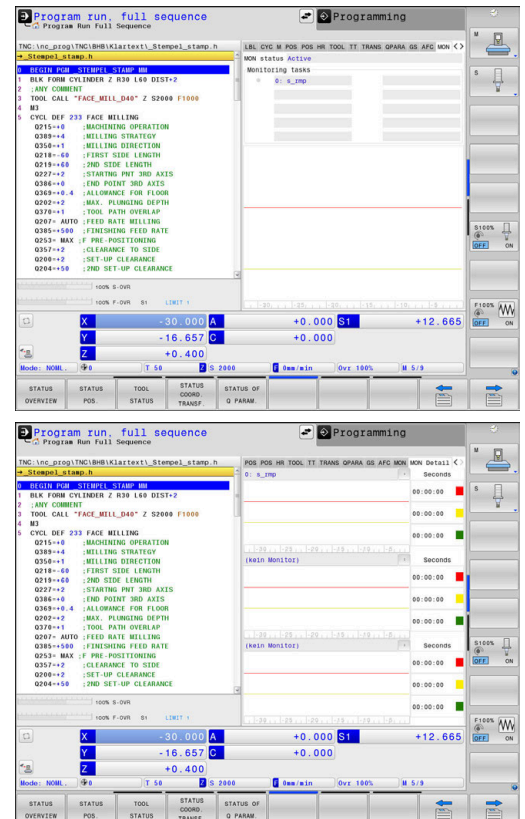 Program run, full sequence
Programming
Program run, full sequence
TNC:\nc_prog\TNC\BHB\Klartext\_Stempel_stamp.h
LBL CYC M POS POS HR TOOL TT TRANS QPARA GS AFC MON
→_Stempel_stamp.h
MON status Active
0 BEGIN PGM _STEMPEL_STAMP MM
Monitoring tasks
1 BLK FORM CYLINDER Z R30 L60 DIST+2
0: s_zmp
2 ;ANY COMMENT
3 TOOL CALL "FACE_MILL_D40" Z S2000 F1000
4 M3
5 CYCL DEF 233 FACE MILLING
Q215=+0 ;MACHINING OPERATION
Q389=+4 ;MILLING STRATEGY
Q350=+1 ;MILLING DIRECTION
Q218=-60 ;FIRST SIDE LENGTH
Q219=+60 ;2ND SIDE LENGTH
Q227=+2 ;STARTNG PNT 3RD AXIS
Q386=+0 ;END POINT 3RD AXIS
Q369=+0.4 ;ALLOWANCE FOR FLOOR
Q202=+2 ;MAX. PLUNGING DEPTH
Q370=+1 ;TOOL PATH OVERLAP
Q207= AUTO ;FEED RATE MILLING
Q385=+500 ;FINISHING FEED RATE
Q253= MAX ;F PRE-POSITIONING
Q357=+2 ;CLEARANCE TO SIDE
Q200=+2 ;SET-UP CLEARANCE
Q204=+50 ;2ND SET-UP CLEARANCE
M
S
S100%
OFF ON
100% S-OVR
100% F-OVR S1 LIMIT 1
F100%
OFF ON
X -30.000 A +0.000 S1 +12.665
Y -16.657 C +0.000
Z +0.400
Mode: NOML. 0 T 50 Z S 2000 F 0mm/min Ovr 100% M 5/9
STATUS OVERVIEW
STATUS POS.
TOOL STATUS
STATUS COORD. TRANSF.
STATUS OF Q PARAM.
Program run, full sequence
Programming
Program Run Full Sequence
TNC:\nc_prog\TNC\BHB\Klartext\_Stempel_stamp.h
POS POS HR TOOL TT TRANS QPARA GS AFC MON MON Detail
→_Stempel_stamp.h
0: s_zmp
Seconds
0 BEGIN PGM _STEMPEL_STAMP MM
1 BLK FORM CYLINDER Z R30 L60 DIST+2
00:00:00
2 ;ANY COMMENT
3 TOOL CALL "FACE_MILL_D40" Z S2000 F1000
00:00:00
4 M3
5 CYCL DEF 233 FACE MILLING
00:00:00
Q215=+0 ;MACHINING OPERATION
Q389=+4 ;MILLING STRATEGY
Q350=+1 ;MILLING DIRECTION
(kein Monitor)
Seconds
Q218=-60 ;FIRST SIDE LENGTH
Q219=+60 ;2ND SIDE LENGTH
00:00:00
Q227=+2 ;STARTNG PNT 3RD AXIS
Q386=+0 ;END POINT 3RD AXIS
00:00:00
Q369=+0.4 ;ALLOWANCE FOR FLOOR
Q202=+2 ;MAX. PLUNGING DEPTH
00:00:00
Q370=+1 ;TOOL PATH OVERLAP
Q207= AUTO ;FEED RATE MILLING
Q385=+500 ;FINISHING FEED RATE
(kein Monitor)
Seconds
Q253= MAX ;F PRE-POSITIONING
Q357=+2 ;CLEARANCE TO SIDE
00:00:00
Q200=+2 ;SET-UP CLEARANCE
Q204=+50 ;2ND SET-UP CLEARANCE
00:00:00
00:00:00
M
S
S100%
OFF ON
100% S-OVR
100% F-OVR S1 LIMIT 1
F100%
OFF ON
X -30.000 A +0.000 S1 +12.665
Y -16.657 C +0.000
Z +0.400
Mode: NOML. 0 T 50 Z S 2000 F 0mm/min Ovr 100% M 5/9
STATUS OVERVIEW
STATUS POS.
TOOL STATUS
STATUS COORD. TRANSF.
STATUS OF Q PARAM.